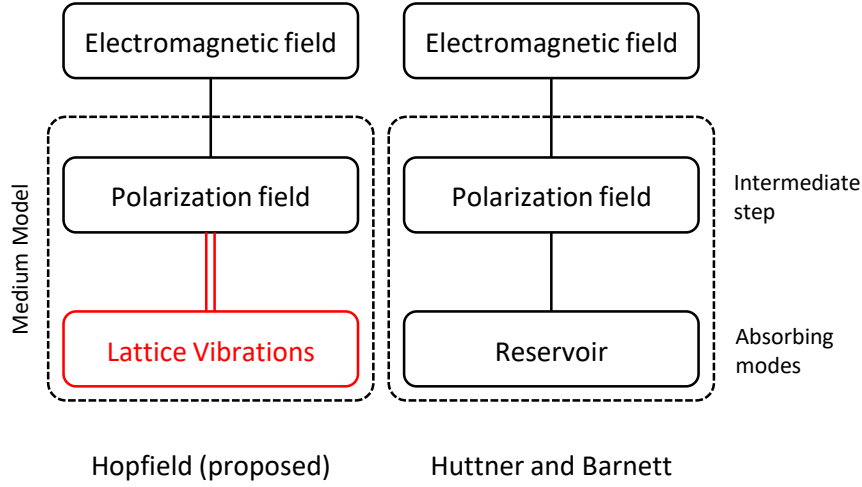 Electromagnetic field
Electromagnetic field
Medium Model
Polarization field
Polarization field
Intermediate
step
Lattice Vibrations
Reservoir
Absorbing
modes
Hopfield (proposed)
Huttner and Barnett